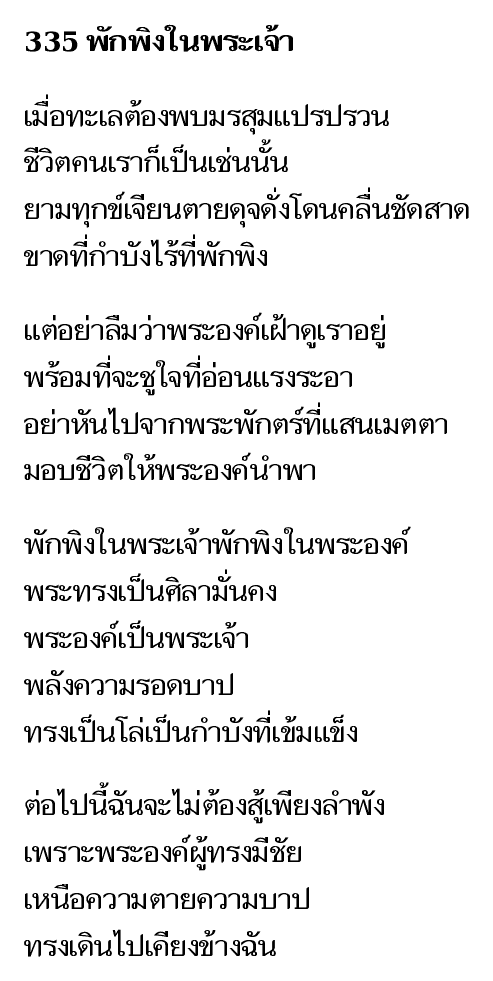 335 พักพิงในพระเจ้า
เมื่อทะเลต้องพบมรสุมแปรปรวน
ชีวิตคนเราก็เป็นเช่นนั้น
ยามทุกข์เจียนตายดุจดั่งโดนคลื่นซัดสาด
ขาดที่กำบังไร้ที่พักพิง
แต่อย่าลืมว่าพระองค์เฝ้าดูเราอยู่
พร้อมที่จะชูใจที่อ่อนแรงระอา
อย่าหันไปจากพระพักตร์ที่แสนเมตตา
มอบชีวิตให้พระองค์นำพา
พักพิงในพระเจ้าพักพิงในพระองค์
พระทรงเป็นศิลามั่นคง
พระองค์เป็นพระเจ้า
พลังความรอดบาป
ทรงเป็นโล่เป็นกำบังที่เข้มแข็ง
ต่อไปนี้ฉันจะไม่ต้องสู้เพียงลำพัง
เพราะพระองค์ผู้ทรงมีชัย
เหนือความตายความบาป
ทรงเดินไปเคียงข้างฉัน